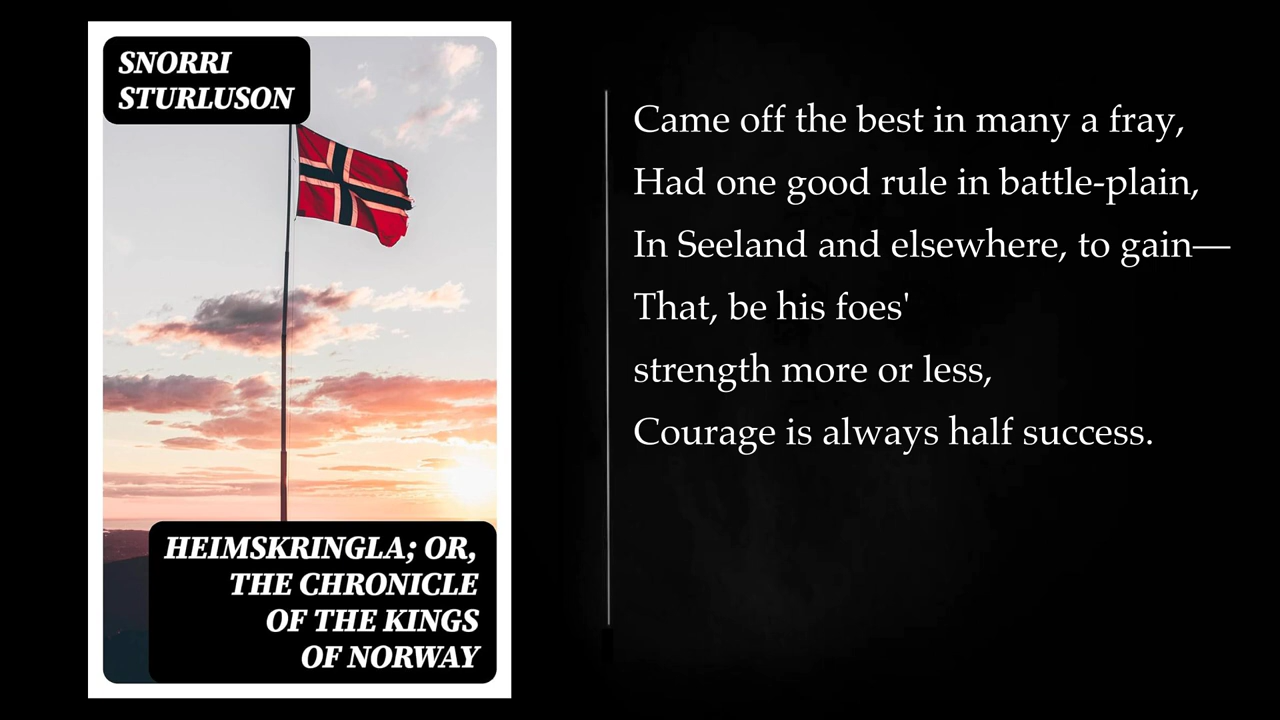 SNORRI
STURLUSON
HEIMSKRINGLA; OR,
THE CHRONICLE
OF THE KINGS
OF NORWAY
Came off the best in many a fray,
Had one good rule in battle-plain,
In Seeland and elsewhere, to gain—
That, be his foes'
strength more or less,
Courage is always half success.